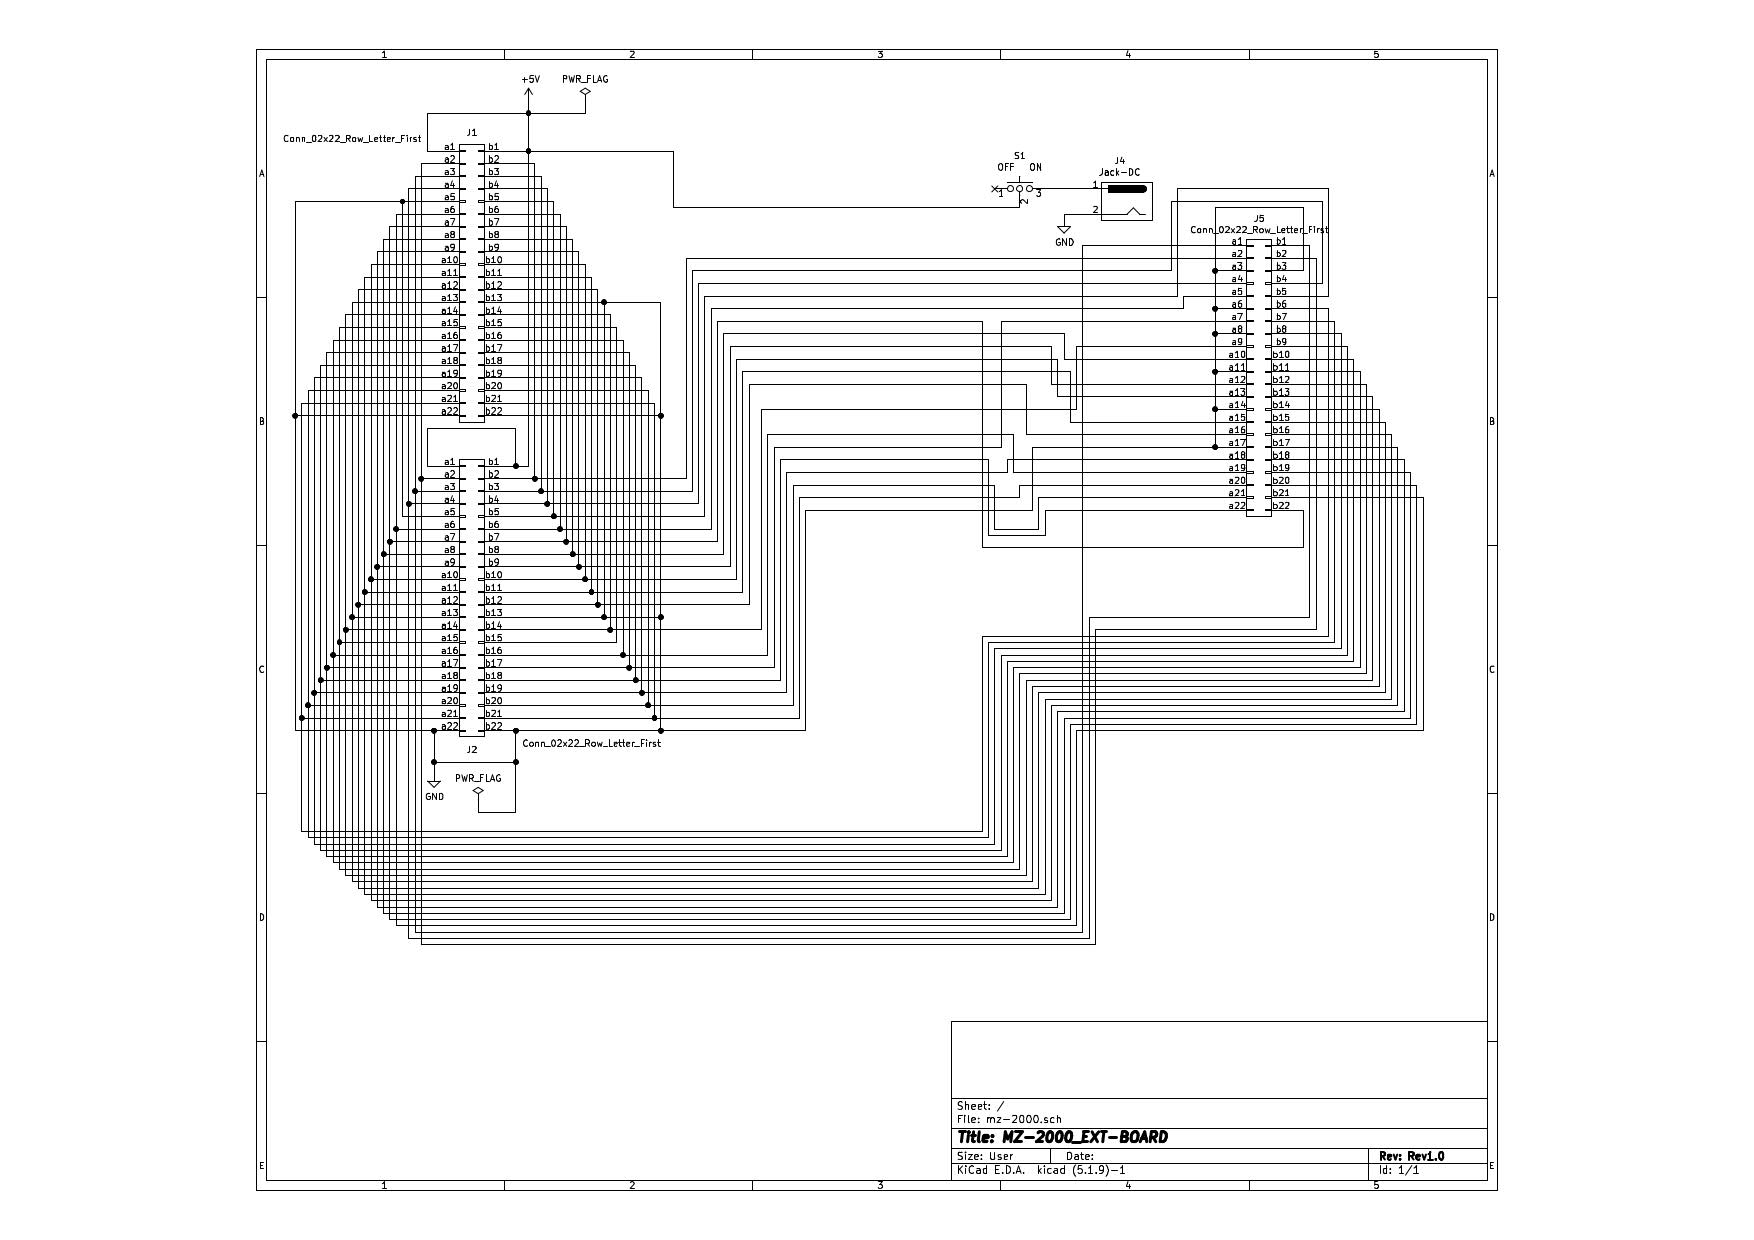 1 2 3 4 5
+5V PWR_FLAG
J1
Conn_02x22_Row_Letter_First
a1 b1
a2 b2
a3 b3
a4 b4
a5 b5
a6 b6
a7 b7
a8 b8
a9 b9
a10 b10
a11 b11
a12 b12
a13 b13
a14 b14
a15 b15
a16 b16
a17 b17
a18 b18
a19 b19
a20 b20
a21 b21
a22 b22
a1 b1
a2 b2
a3 b3
a4 b4
a5 b5
a6 b6
a7 b7
a8 b8
a9 b9
a10 b10
a11 b11
a12 b12
a13 b13
a14 b14
a15 b15
a16 b16
a17 b17
a18 b18
a19 b19
a20 b20
a21 b21
a22 b22
J2
Conn_02x22_Row_Letter_First
PWR_FLAG
GND
S1
OFF ON
1 2 3
J4
Jack-DC
1
2
GND
J5
Conn_02x22_Row_Letter_First
a1 b1
a2 b2
a3 b3
a4 b4
a5 b5
a6 b6
a7 b7
a8 b8
a9 b9
a10 b10
a11 b11
a12 b12
a13 b13
a14 b14
a15 b15
a16 b16
a17 b17
a18 b18
a19 b19
a20 b20
a21 b21
a22 b22
A A
B B
C C
D D
E E
Sheet: /
File: mz-2000.sch
Title: MZ-2000_EXT-BOARD
Size: User Date: Rev: Rev1.0
KiCad E.D.A. kicad (5.1.9)-1 Id: 1/1
1 2 3 4 5